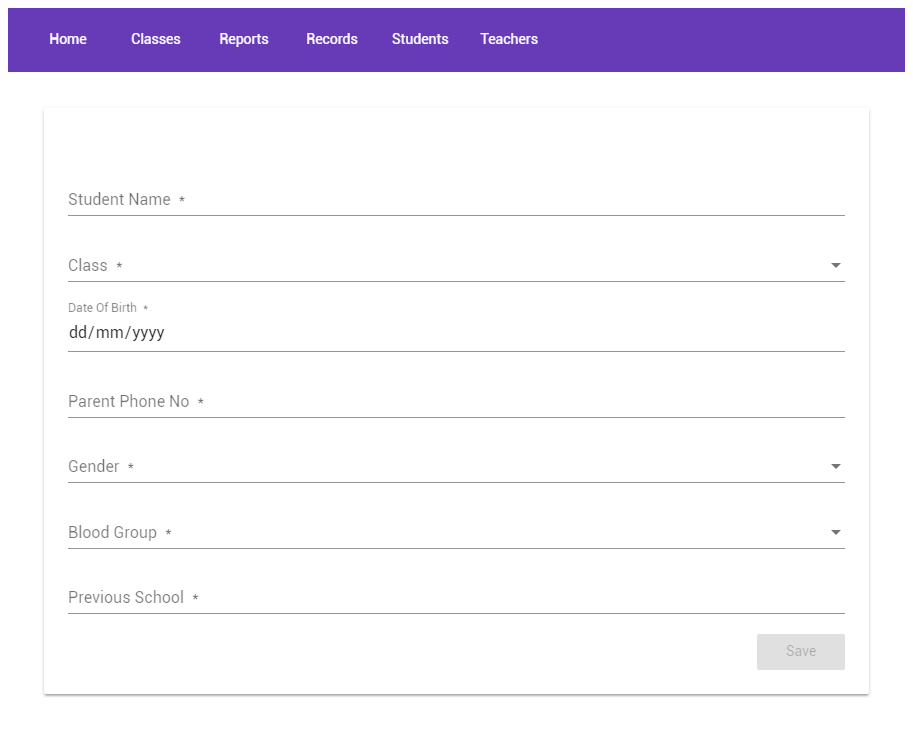 Home Classes Reports Records Students Teachers
Student Name *
Class *
Date Of Birth *
dd/mm/yyyy
Parent Phone No *
Gender *
Blood Group *
Previous School *
Save